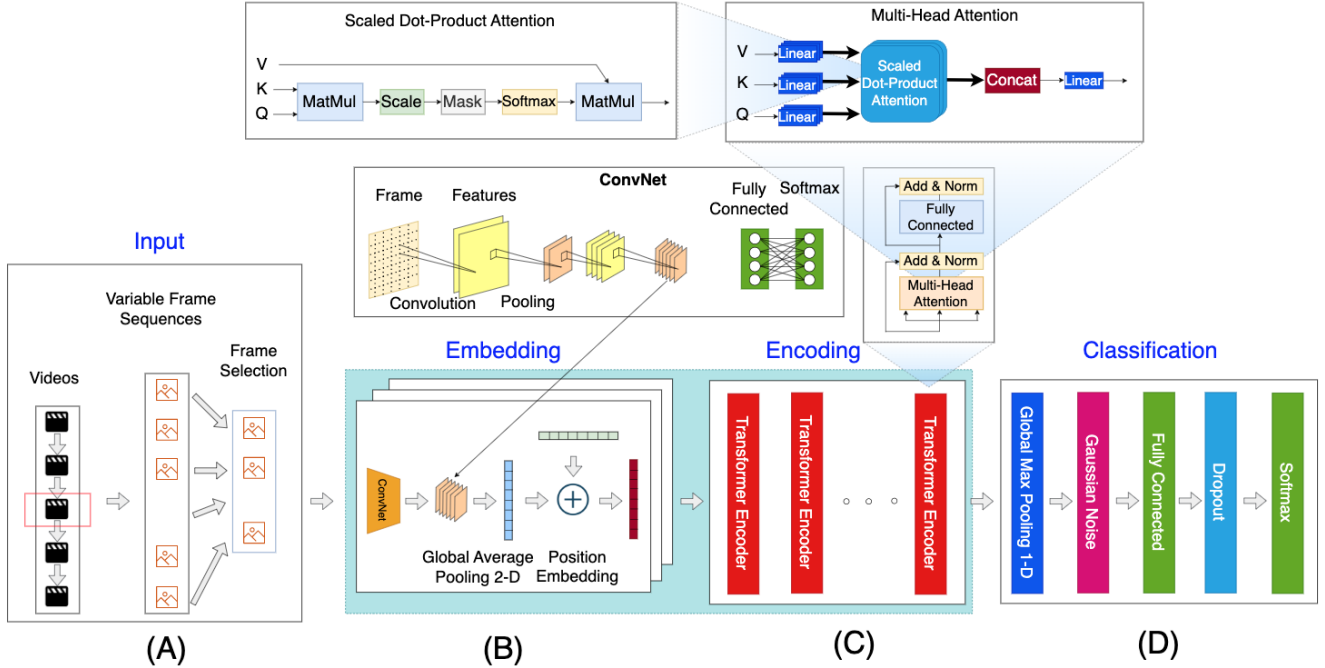 Scaled Dot-Product Attention
V
K
Q
MatMul
Scale
Mask
Softmax
MatMul
Multi-Head Attention
V
K
Q
Linear
Linear
Linear
Scaled
Dot-Product
Attention
Concat
Linear
ConvNet
Frame
Features
Fully
Connected
Softmax
Convolution
Pooling
Add & Norm
Fully
Connected
Add & Norm
Multi-Head
Attention
Input
Variable Frame
Sequences
Frame
Selection
Videos
Embedding
ConvNet
Global Average
Pooling 2-D
Position
Embedding
Encoding
Transformer Encoder
Transformer Encoder
Transformer Encoder
Classification
Global Max Pooling 1-D
Gaussian Noise
Fully Connected
Dropout
Softmax
(A)
(B)
(C)
(D)